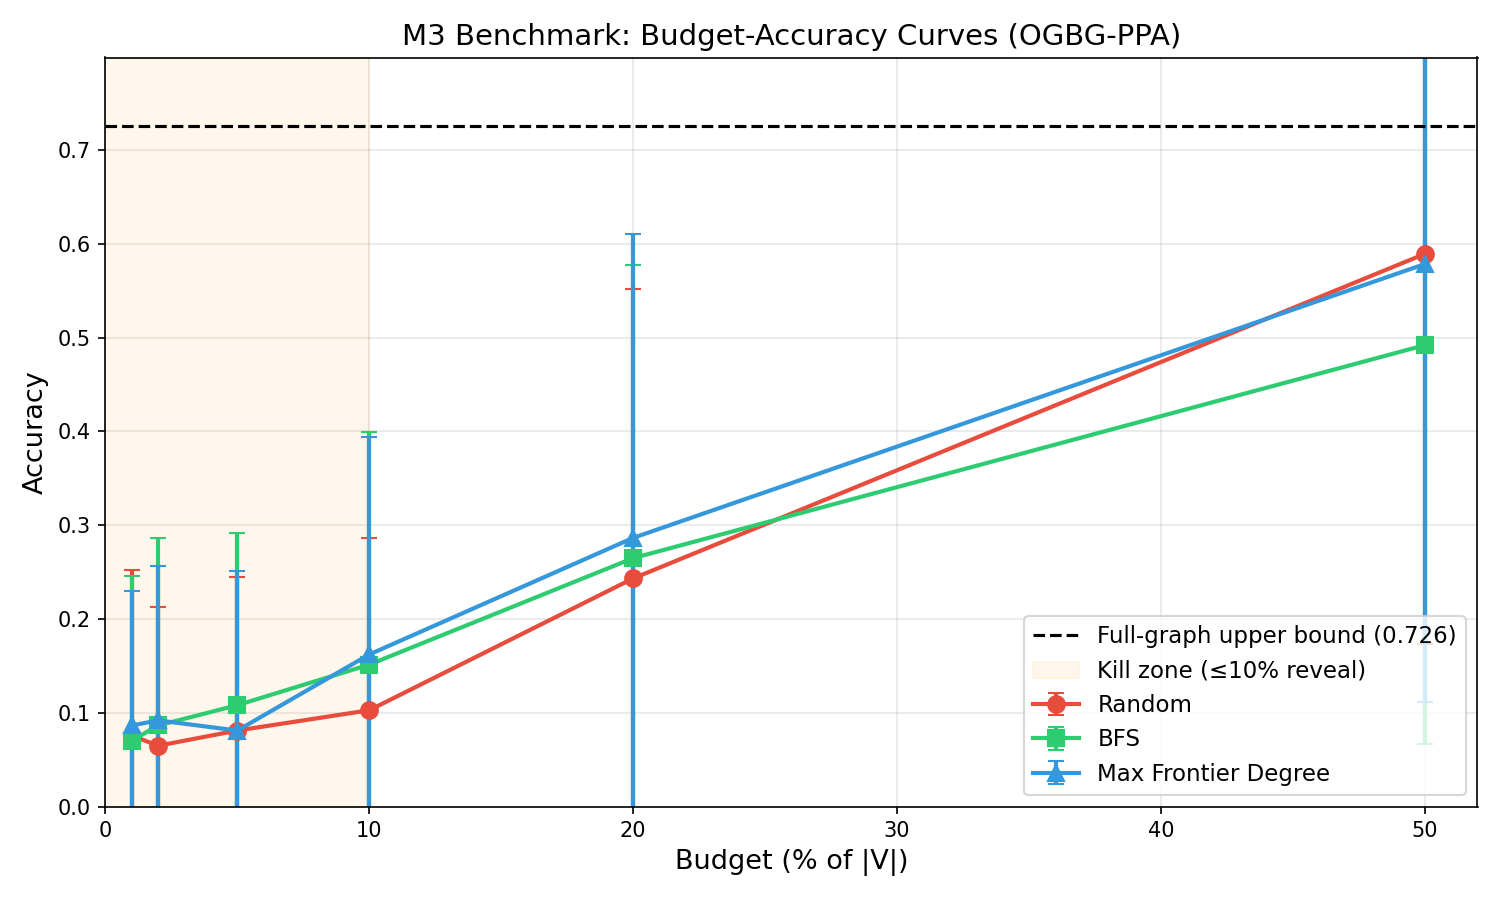 M3 Benchmark: Budget-Accuracy Curves (OGBG-PPA)
Accuracy
0.7
0.6
0.5
0.4
0.3
0.2
0.1
0.0
0 10 20 30 40 50
Budget (% of |V|)
Full-graph upper bound (0.726)
Kill zone (≤10% reveal)
Random
BFS
Max Frontier Degree